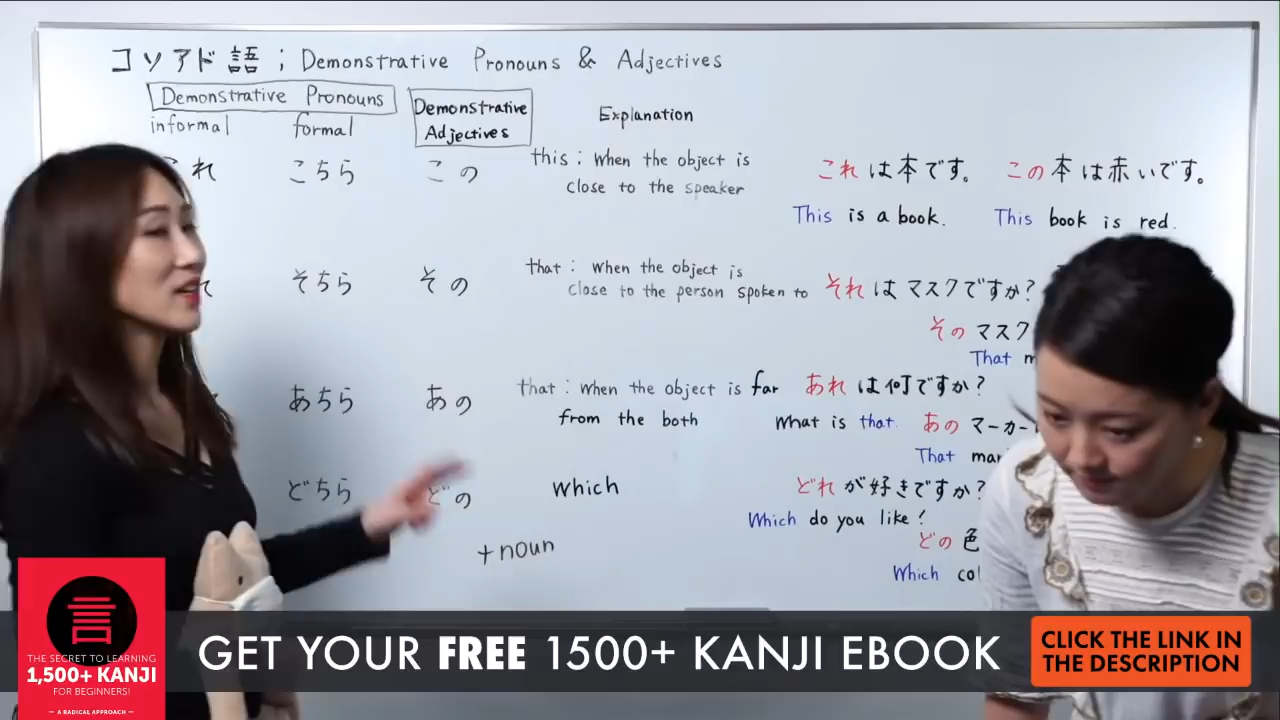 コソアド語 ; Demonstrative Pronouns & Adjectives
Demonstrative Pronouns
Demonstrative Adjectives
Explanation
informal
formal
れ こちら この
this : when the object is
close to the speaker
これは本です。
この本は赤いです。
This is a book.
This book is red.
そちら その
that : when the object is
close to the person spoken to
それはマスクですか?
そのマスク
That
あちら あの
that : when the object is far
from the both
あれは何ですか?
What is that.
あのマーカー
That
どちら どの
which
どれが好きですか?
Which do you like?
どの色
Which
+ noun
言
THE SECRET TO LEARNING
1,500+ KANJI
FOR BEGINNERS!
— A RADICAL APPROACH —
GET YOUR FREE 1500+ KANJI EBOOK
CLICK THE LINK IN
THE DESCRIPTION